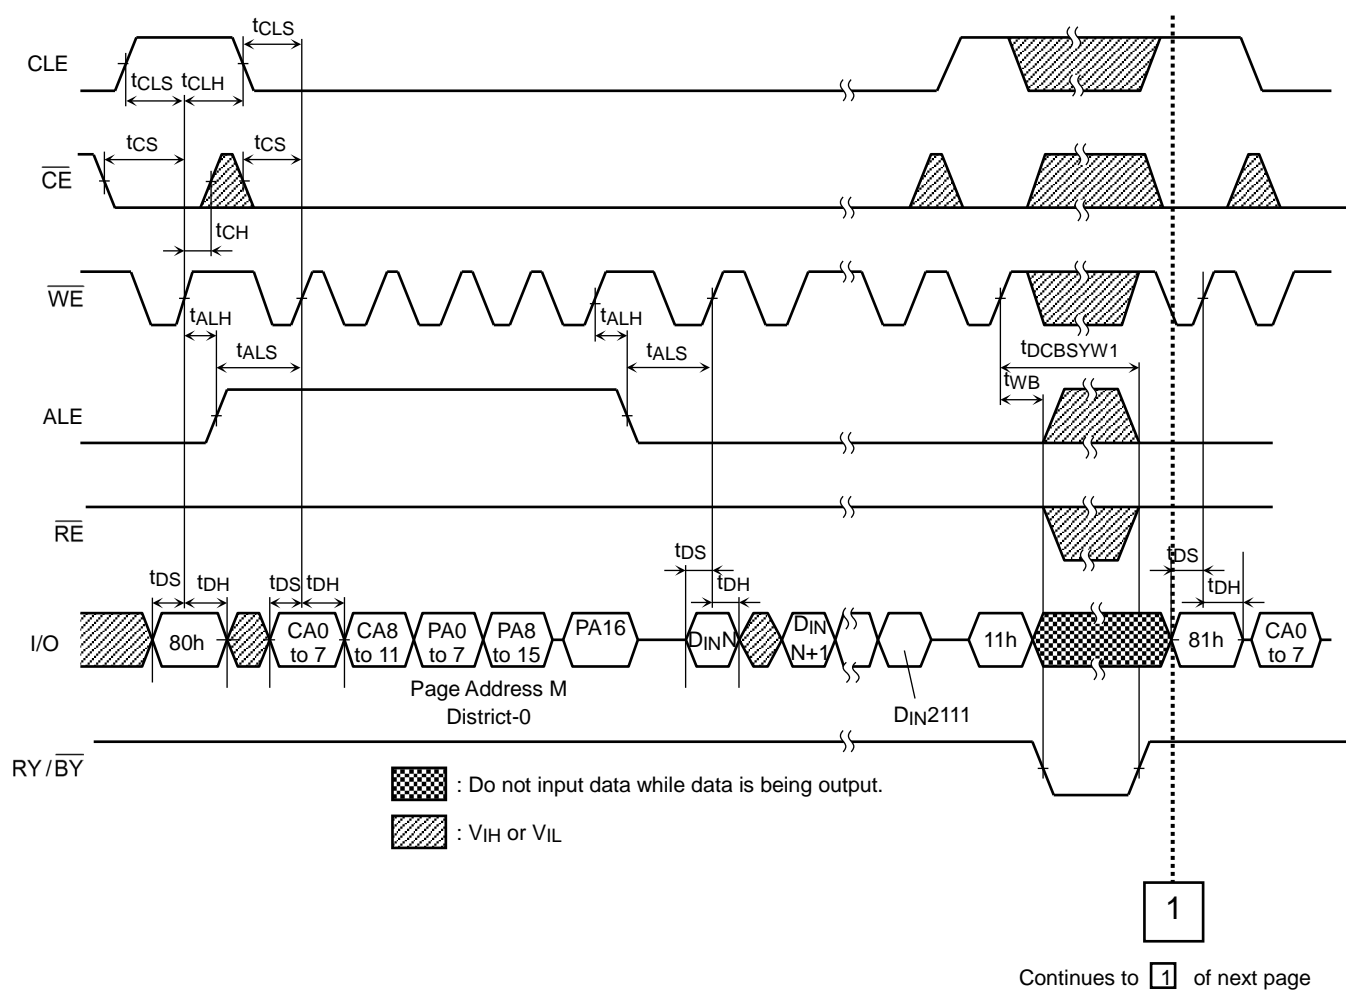 tCLS
CLE
tCLS tCLH
tCS tCS
CE
tCH
WE
tALH tALH
tALS tALS tDCBSYW1
tWB
ALE
RE
tDS tDH tDS tDH tDS tDH tDS tDH
I/O 80h CA0 to 7 CA8 to 11 PA0 to 7 PA8 to 15 PA16 DINN DIN N+1 11h 81h CA0 to 7
Page Address M
District-0
DIN2111
RY/BY
: Do not input data while data is being output.
: VIH or VIL
1
Continues to 1 of next page